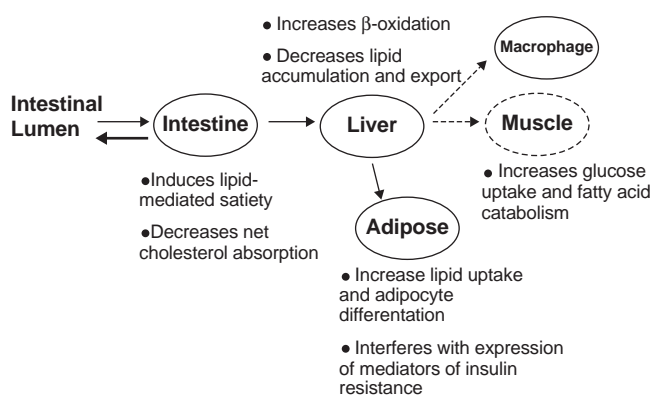 ● Increases β-oxidation
● Decreases lipid
accumulation and export
Macrophage
Intestinal
Lumen
Intestine
Liver
Muscle
●Induces lipid-
mediated satiety
●Decreases net
cholesterol absorption
● Increases glucose
uptake and fatty acid
catabolism
Adipose
● Increase lipid uptake
and adipocyte
differentation
● Interferes with expression
of mediators of insulin
resistance